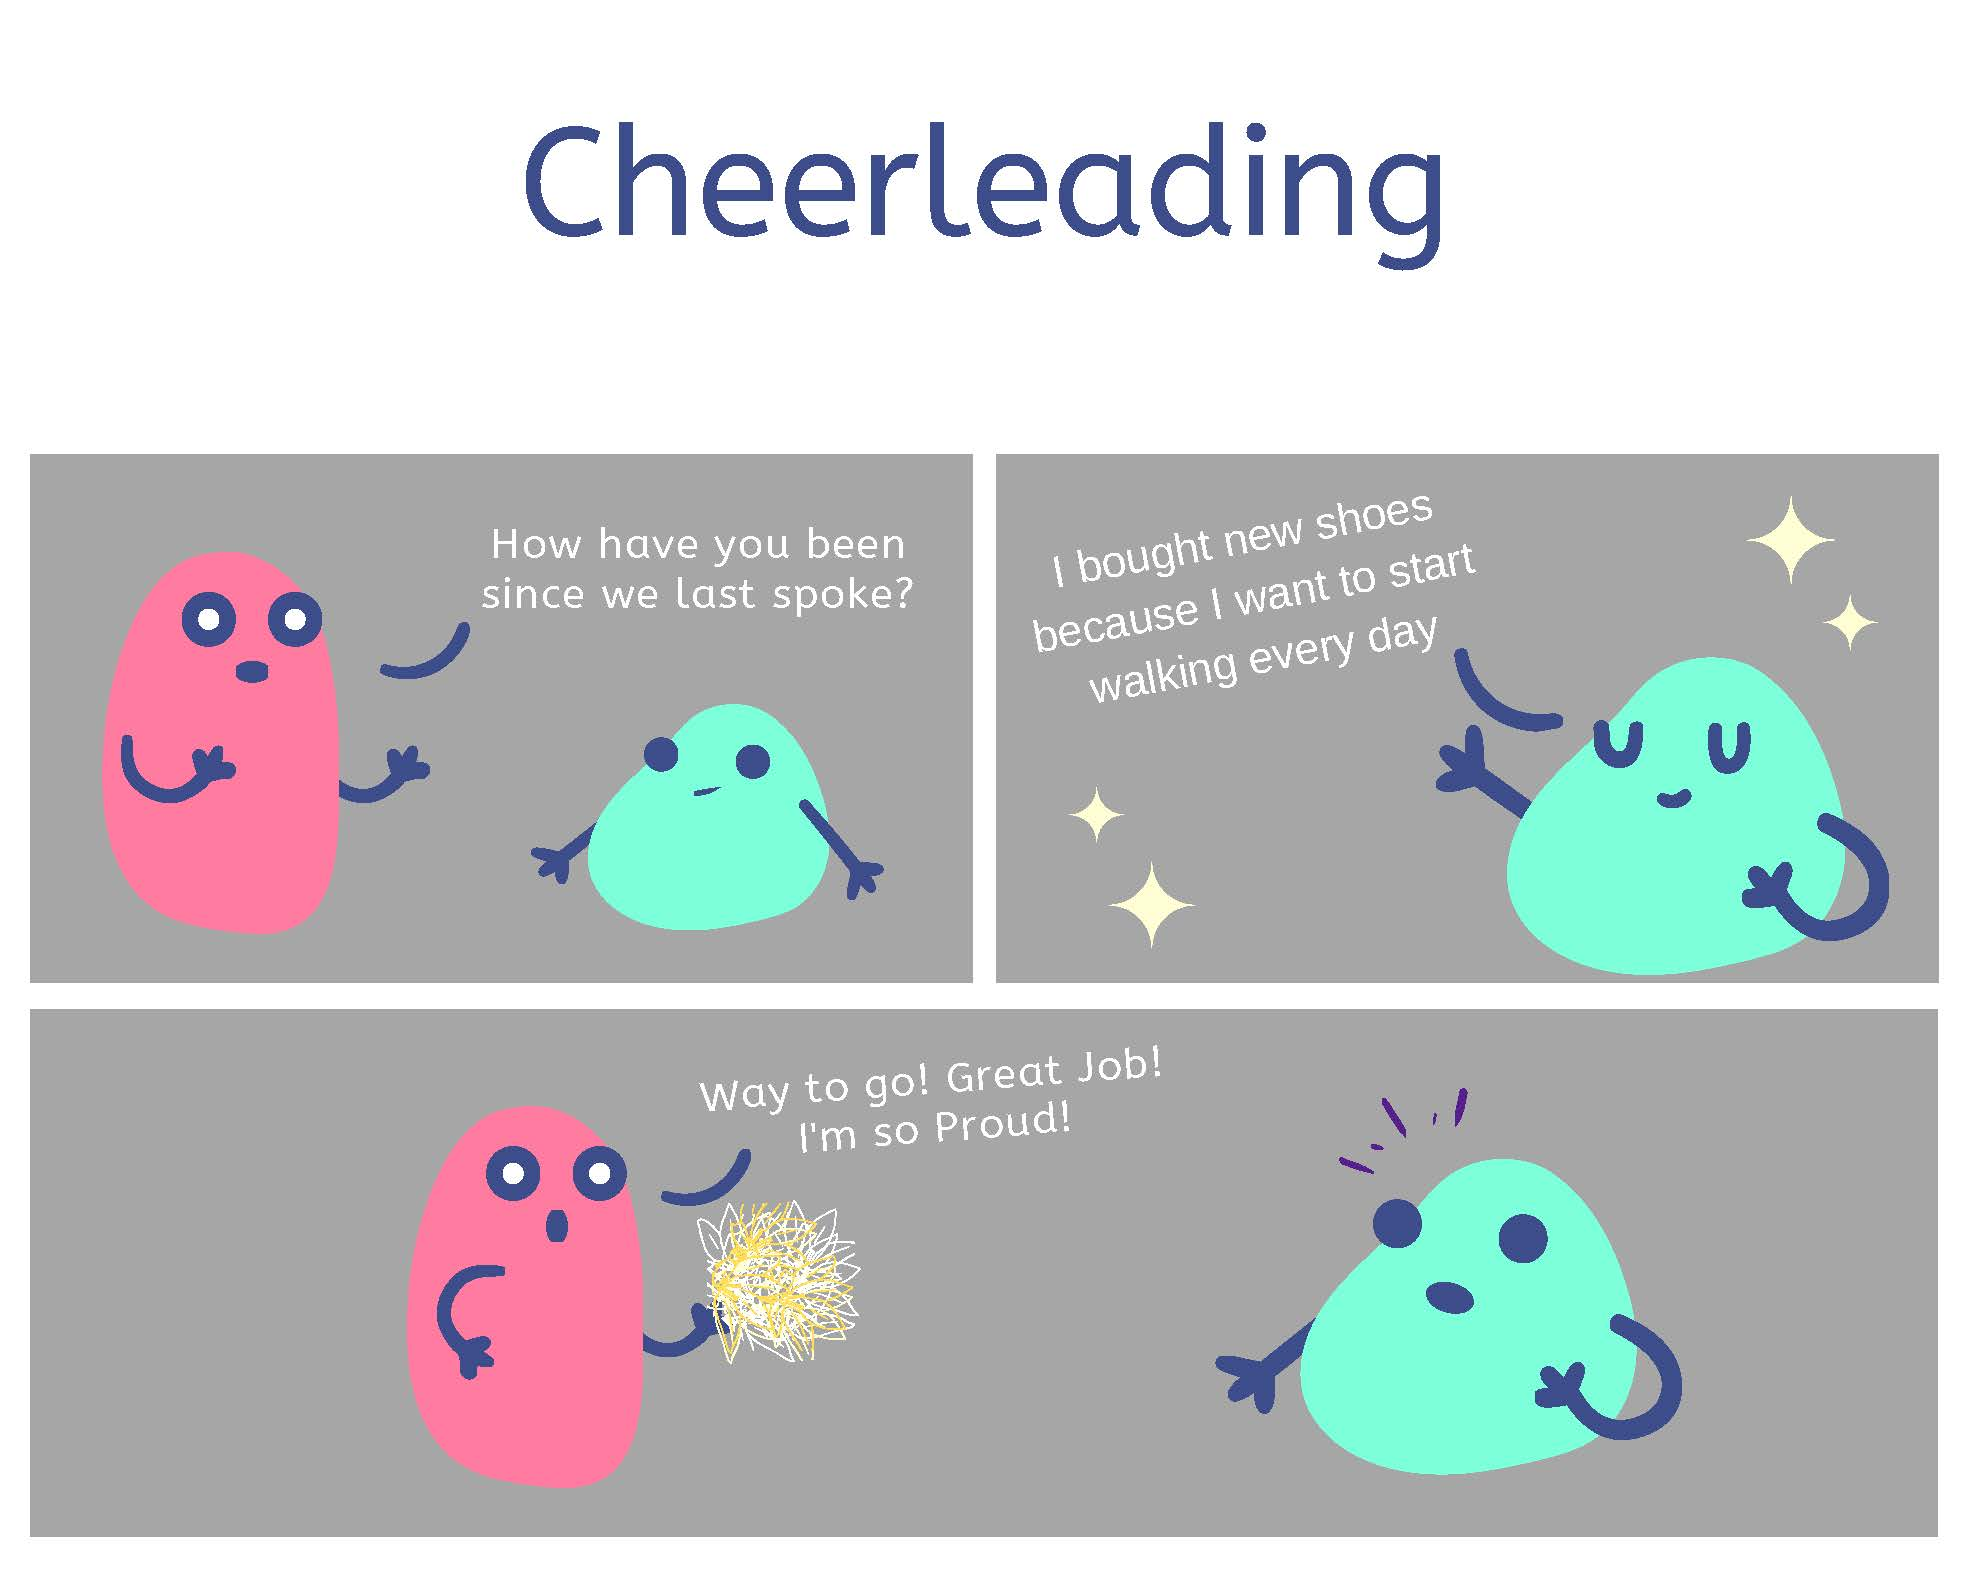 Cheerleading
How have you been
since we last spoke?
I bought new shoes
because I want to start
walking every day
Way to go! Great Job!
I'm so Proud!